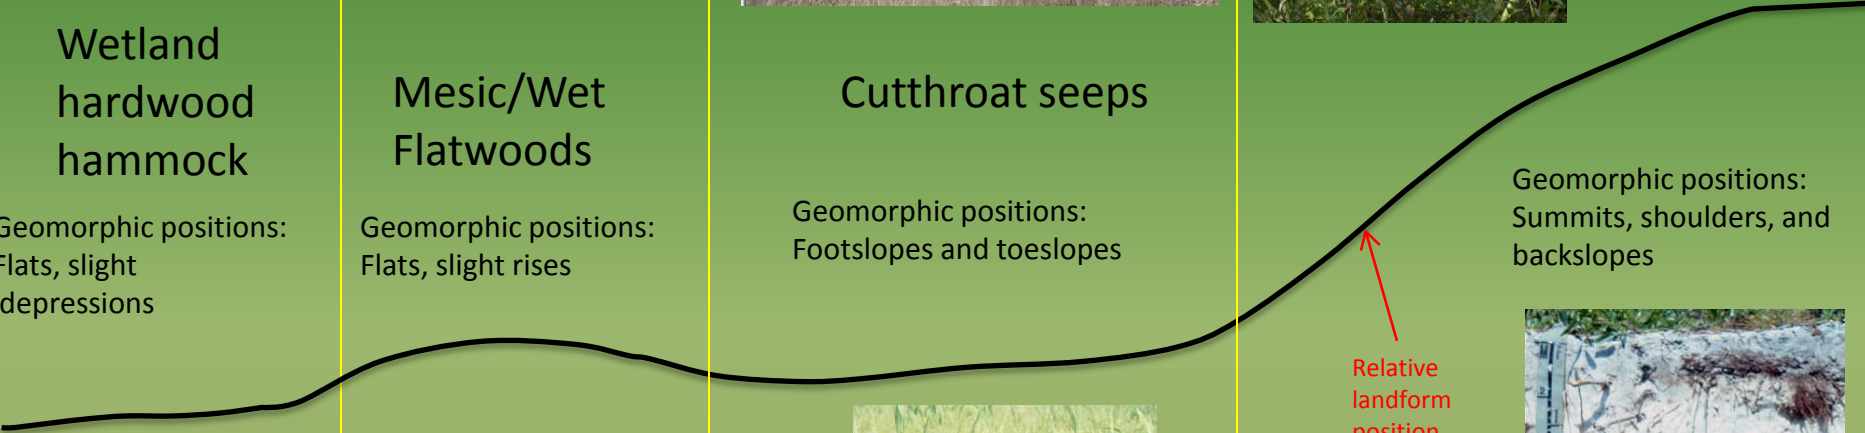 Wetland
hardwood
hammock
Geomorphic positions:
Flats, slight
depressions
Mesic/Wet
Flatwoods
Geomorphic positions:
Flats, slight rises
Cutthroat seeps
Geomorphic positions:
Footslopes and toeslopes
Geomorphic positions:
Summits, shoulders, and
backslopes
Relative
landform
position